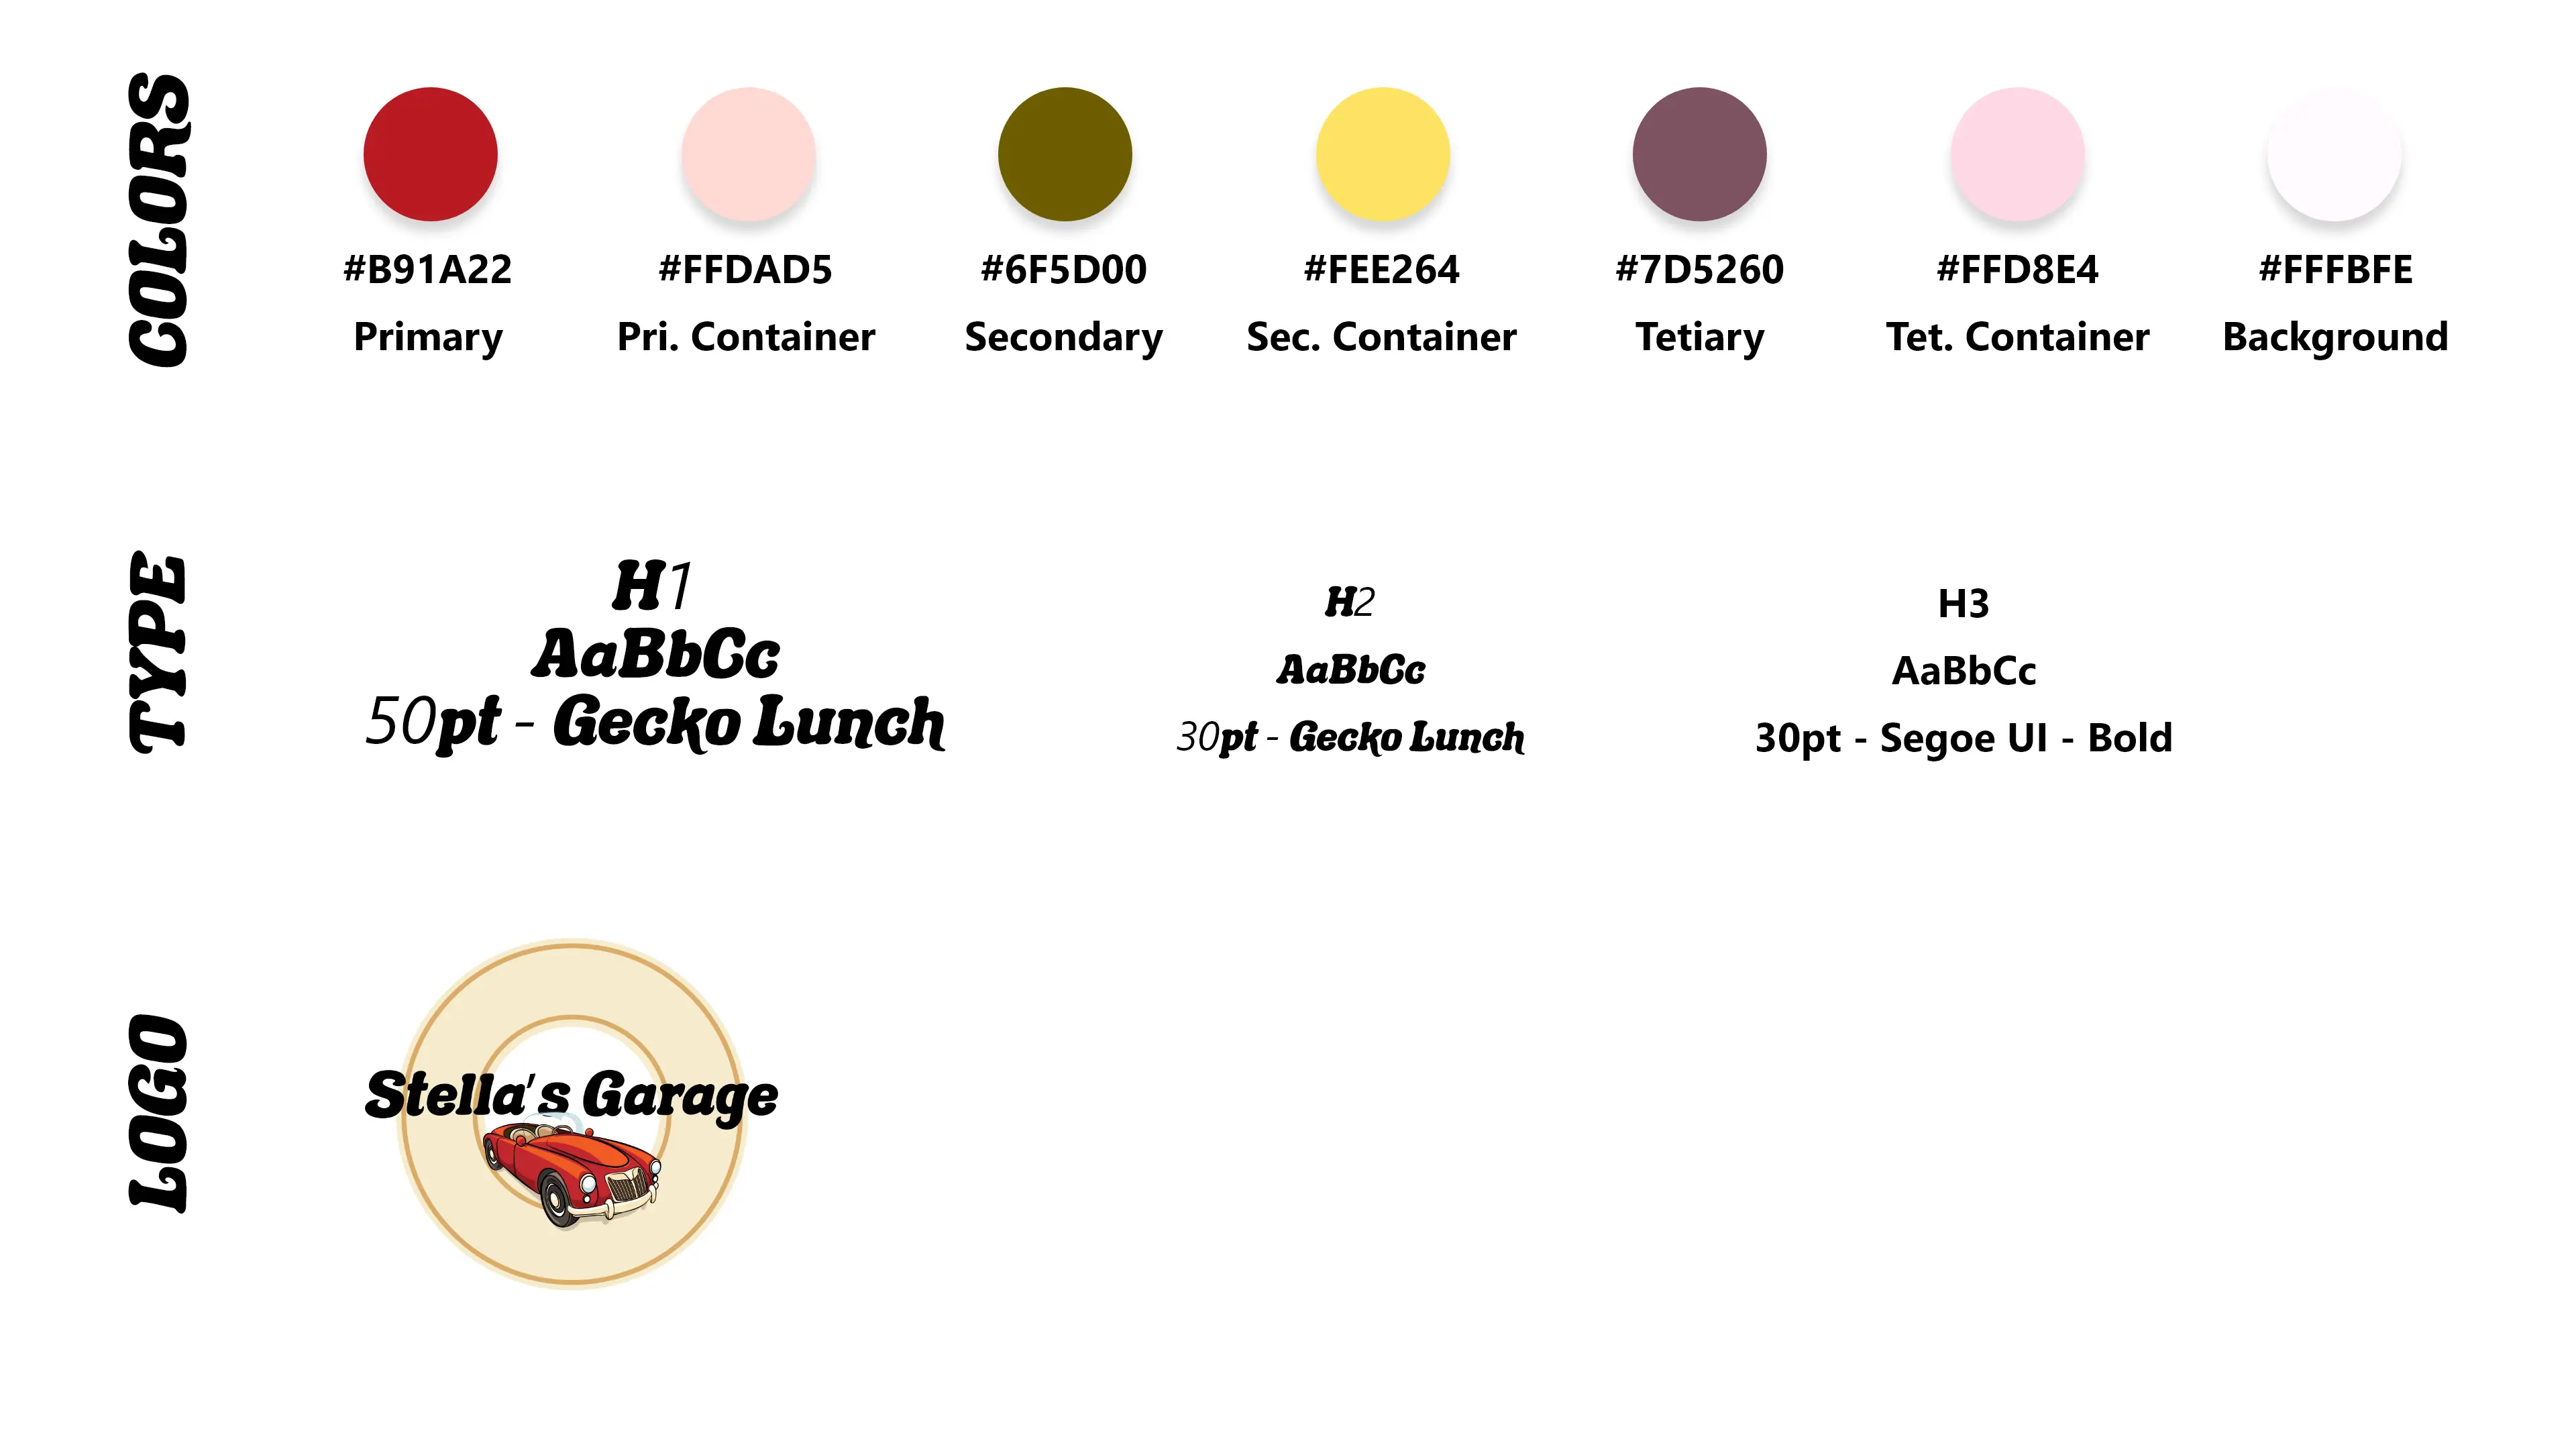 COLORS
#B91A22
Primary
#FFDAD5
Pri. Container
#6F5D00
Secondary
#FEE264
Sec. Container
#7D5260
Tetiary
#FFD8E4
Tet. Container
#FFFBFE
Background
TYPE
H1
AaBbCc
50pt - Gecko Lunch
H2
AaBbCc
30pt - Gecko Lunch
H3
AaBbCc
30pt - Segoe UI - Bold
LOGO
Stella's Garage